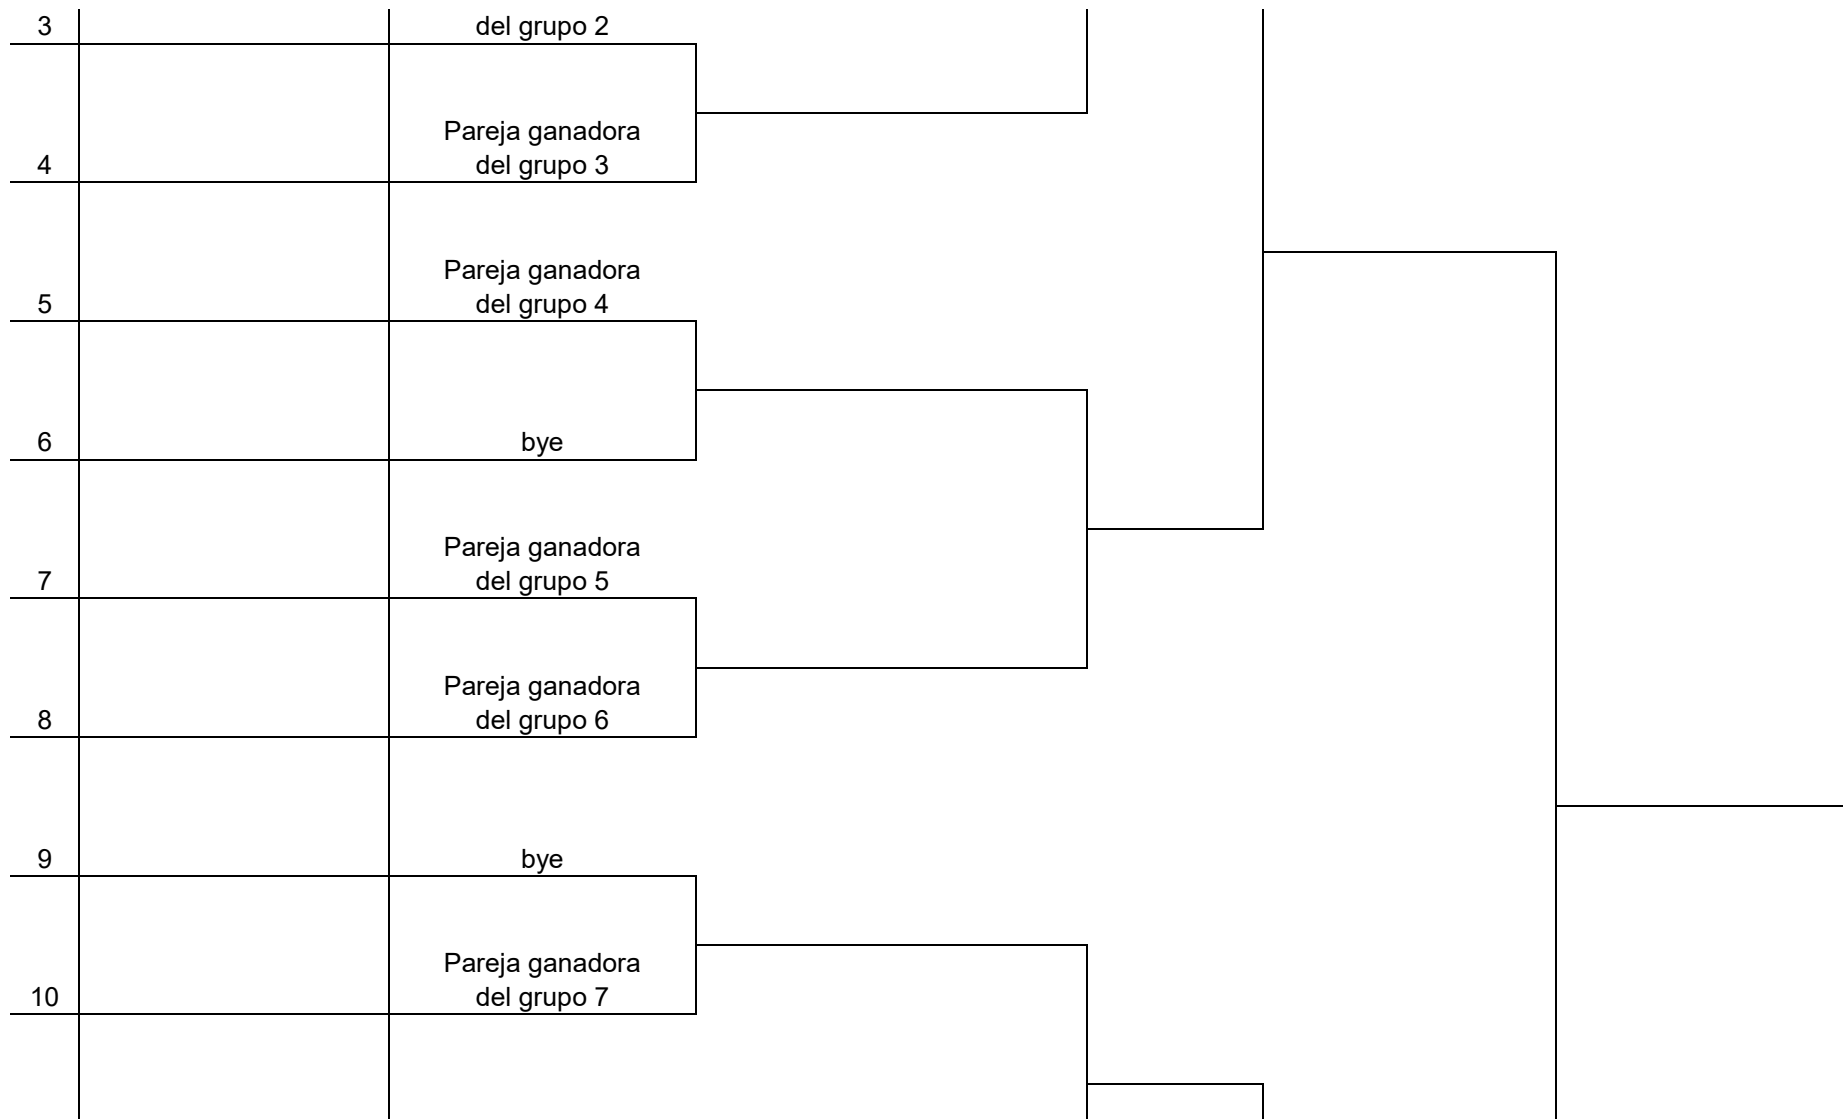 3 del grupo 2
Pareja ganadora
4 del grupo 3
Pareja ganadora
5 del grupo 4
6 bye
Pareja ganadora
7 del grupo 5
Pareja ganadora
8 del grupo 6
9 bye
Pareja ganadora
10 del grupo 7